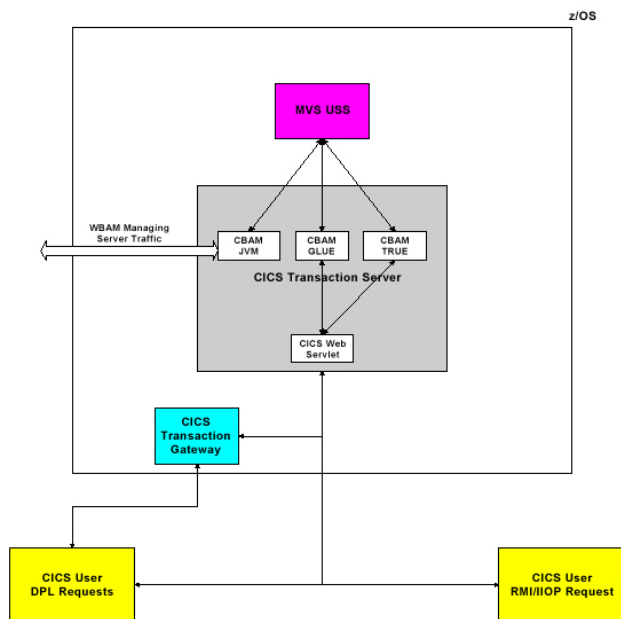 z/OS
MVS USS
WBAM Managing
Server Traffic
CBAM
JVM
CBAM
GLUE
CBAM
TRUE
CICS Transaction Server
CICS Web
Servlet
CICS
Transaction
Gateway
CICS User
DPL Requests
CICS User
RMI/IIOP Request